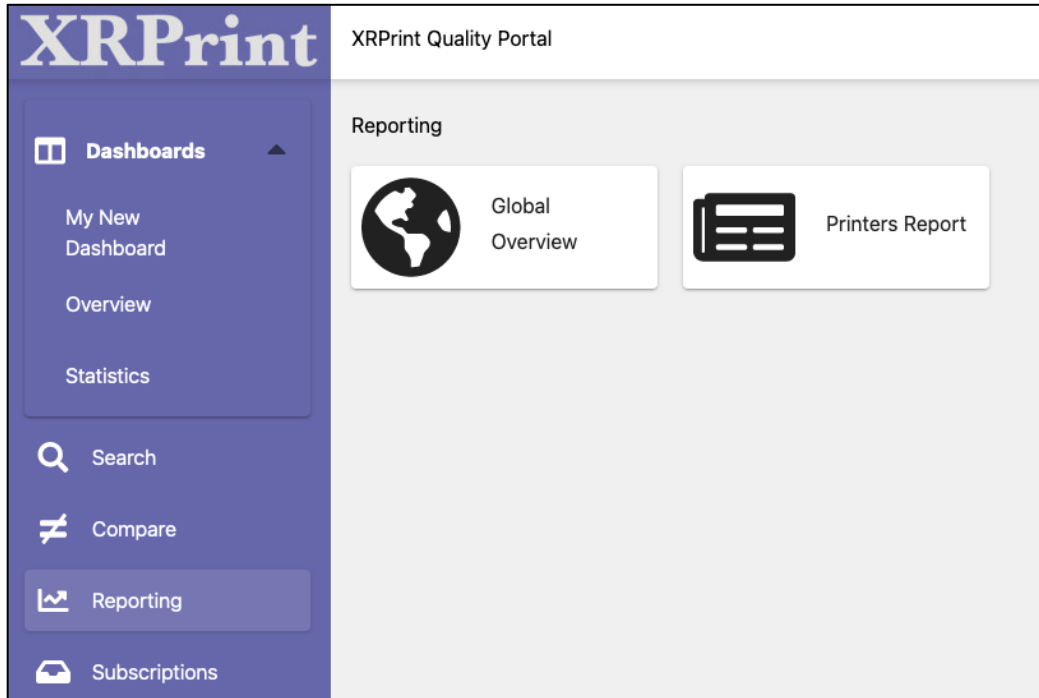 XRPrint
XRPrint Quality Portal
Dashboards
My New
Dashboard
Overview
Statistics
Search
Compare
Reporting
Subscriptions
Reporting
Global
Overview
Printers Report